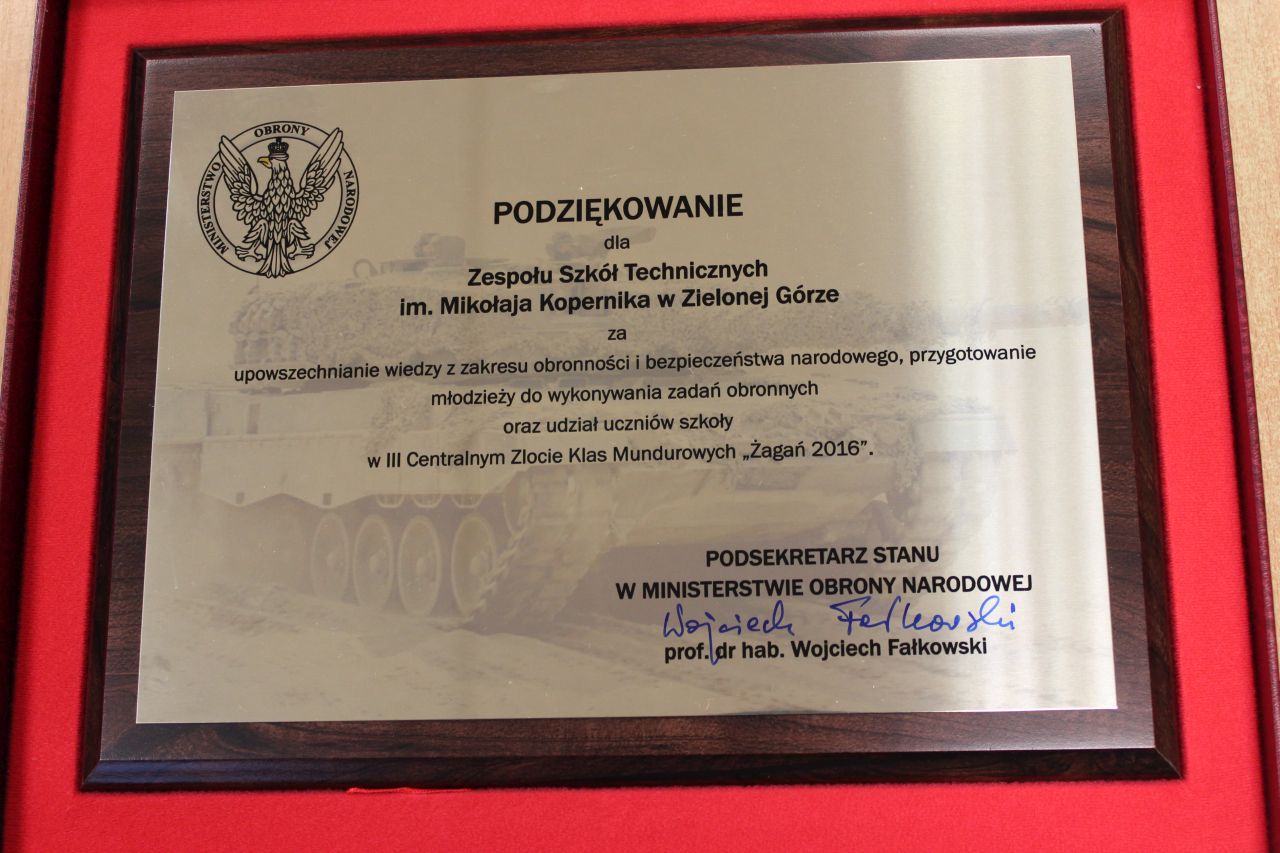 MINISTERSTWO OBRONY NARODOWEJ
PODZIĘKOWANIE
dla
Zespołu Szkół Technicznych
im. Mikołaja Kopernika w Zielonej Górze
za
upowszechnianie wiedzy z zakresu obronności i bezpieczeństwa narodowego, przygotowanie
młodzieży do wykonywania zadań obronnych
oraz udział uczniów szkoły
w III Centralnym Zlocie Klas Mundurowych „Żagań 2016”.
PODSEKRETARZ STANU
W MINISTERSTWIE OBRONY NARODOWEJ
Wojciech Fałkowski
prof. dr hab. Wojciech Fałkowski